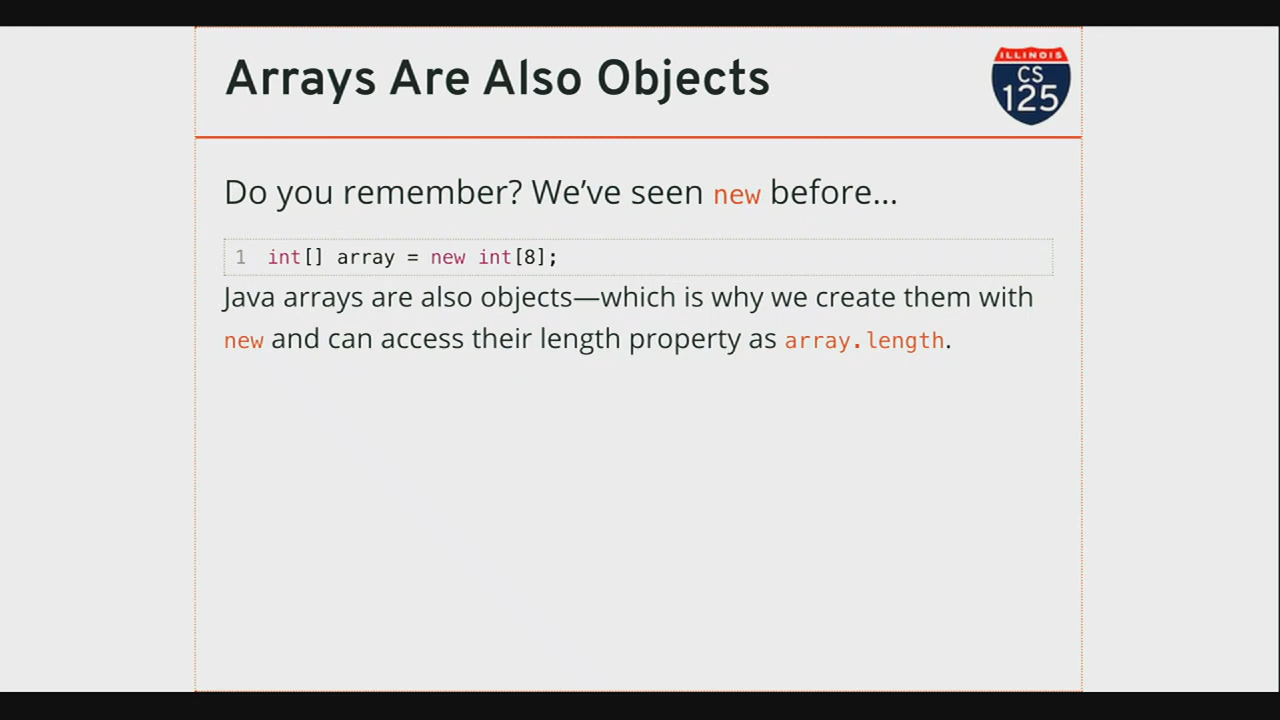 Arrays Are Also Objects
ILLINOIS
CS
125
Do you remember? We’ve seen new before…
1 int[] array = new int[8];
Java arrays are also objects—which is why we create them with
new and can access their length property as array.length.